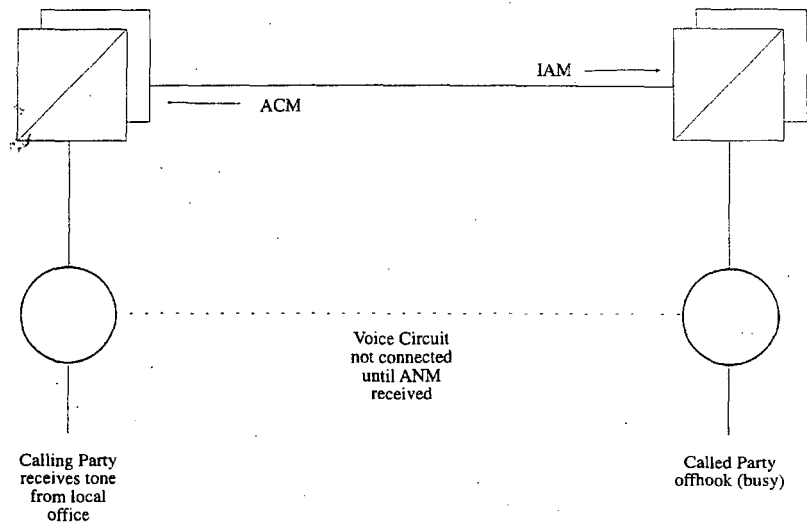 IAM
ACM
Voice Circuit
not connected
until ANM
received
Calling Party
receives tone
from local
office
Called Party
offhook (busy)